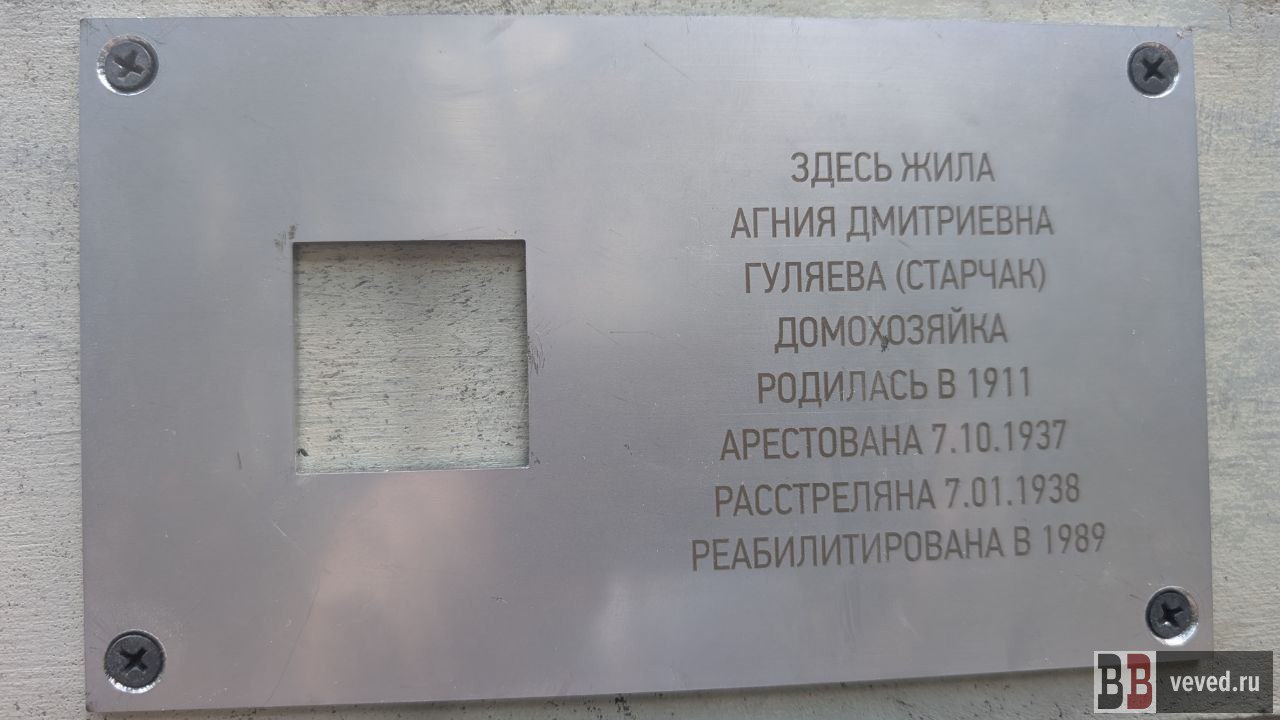 ЗДЕСЬ ЖИЛА
АГНИЯ ДМИТРИЕВНА
ГУЛЯЕВА (СТАРЧАК)
ДОМОХОЗЯЙКА
РОДИЛАСЬ В 1911
АРЕСТОВАНА 7.10.1937
РАССТРЕЛЯНА 7.01.1938
РЕАБИЛИТИРОВАНА В 1989
BB veved.ru